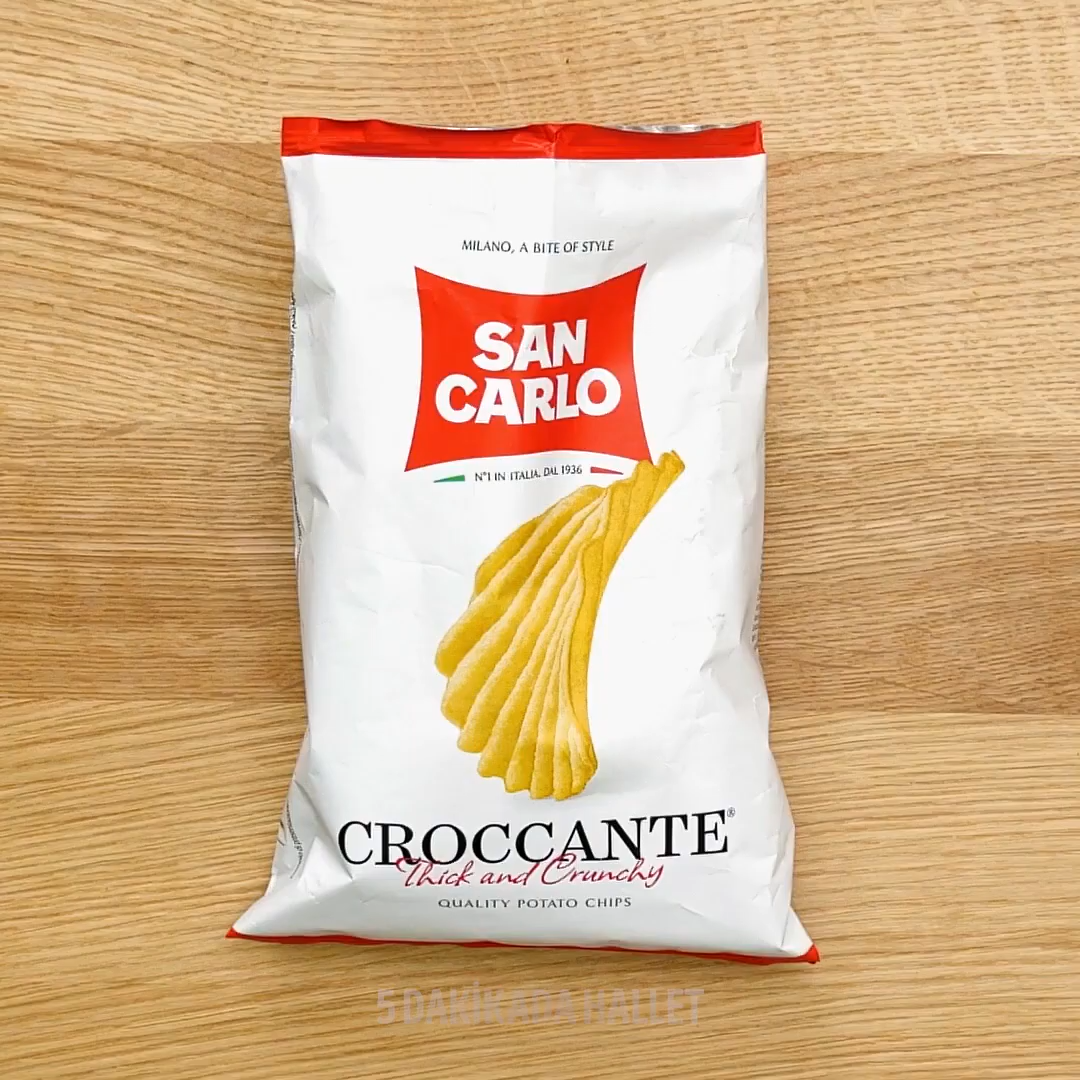 MILANO, A BITE OF STYLE
SAN
CARLO
N°1 IN ITALIA. DAL 1936
CROCCANTE®
Thick and Crunchy
QUALITY POTATO CHIPS
5 DAKİKADA HALLET